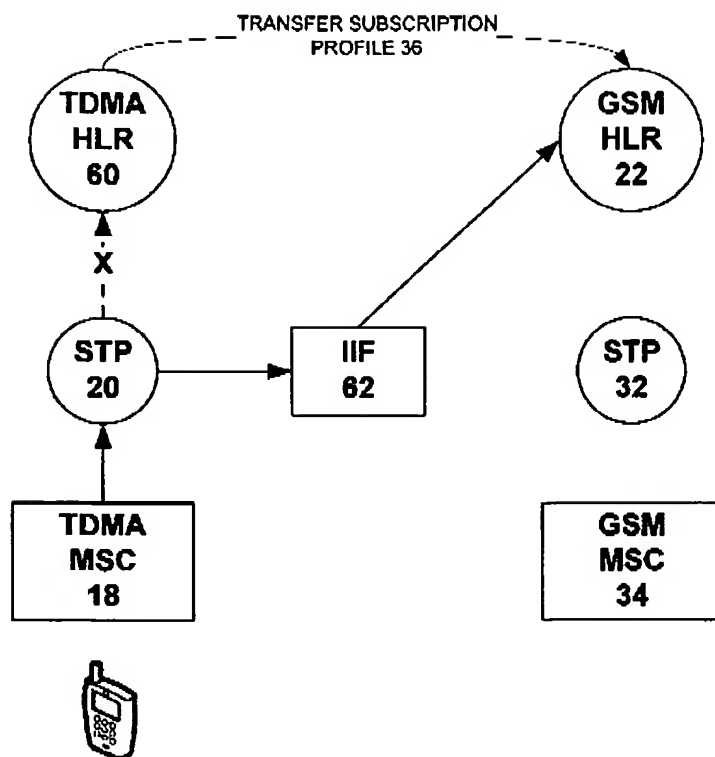 TRANSFER SUBSCRIPTION
PROFILE 36
TDMA
HLR
60
GSM
HLR
22
X
STP
20
IIF
62
STP
32
TDMA
MSC
18
GSM
MSC
34